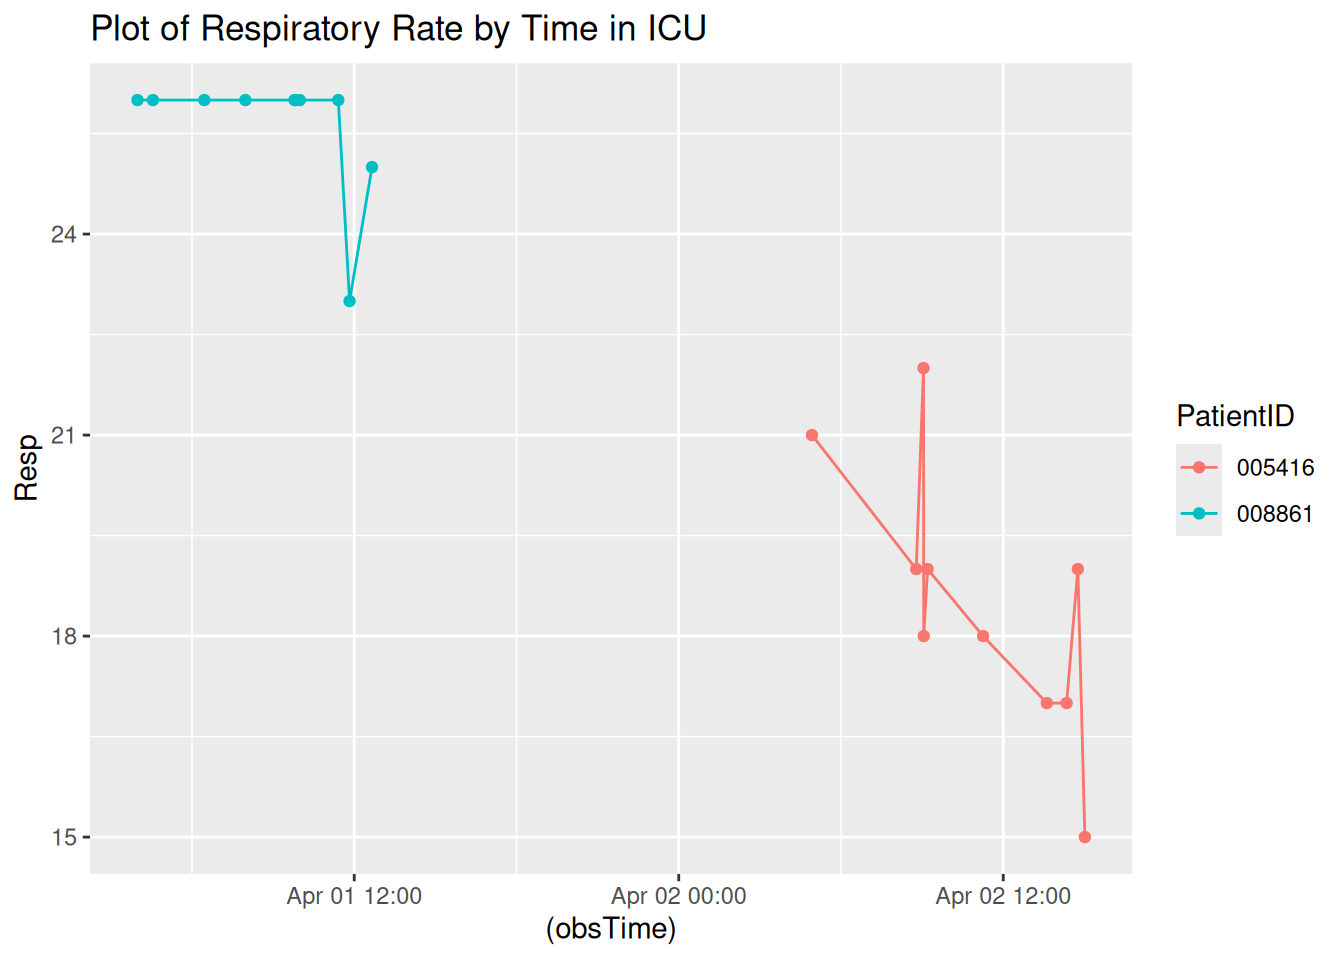 Plot of Respiratory Rate by Time in ICU
24
21
18
15
Resp
Apr 01 12:00
Apr 02 00:00
Apr 02 12:00
(obsTime)
PatientID
005416
008861